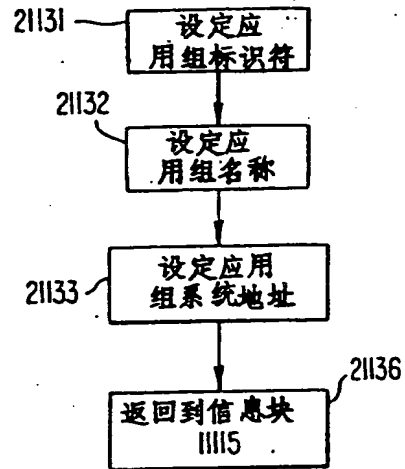 21131
设定应
用组标识符
21132
设定应
用组名称
21133
设定应用
组系统地址
21136
返回到信息块
11115